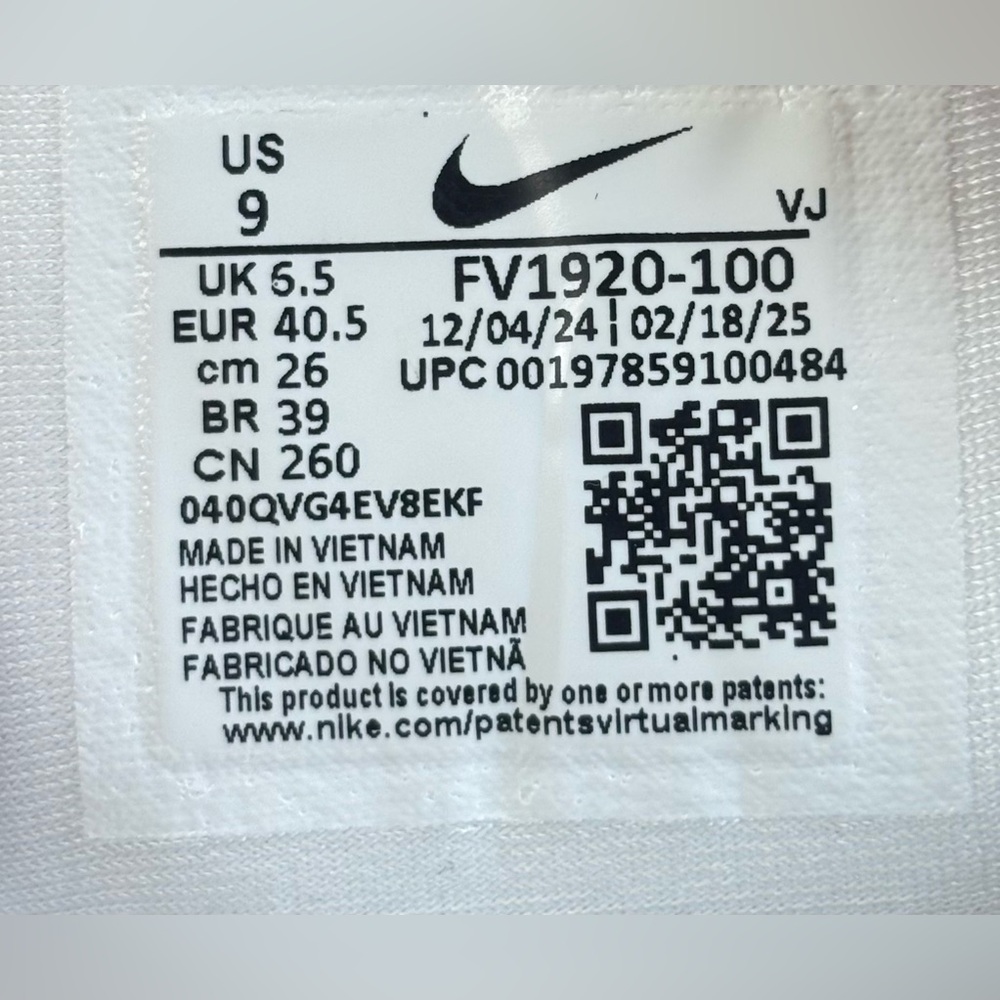 US
9
VJ
UK 6.5
FV1920-100
EUR 40.5
12/04/24 ¦ 02/18/25
cm 26
UPC 00197859100484
BR 39
CN 260
040QVG4EV8EKF
MADE IN VIETNAM
HECHO EN VIETNAM
FABRIQUE AU VIETNAM
FABRICADO NO VIETNÃ
This product is covered by one or more patents:
www.nike.com/patentsvirtualmarking